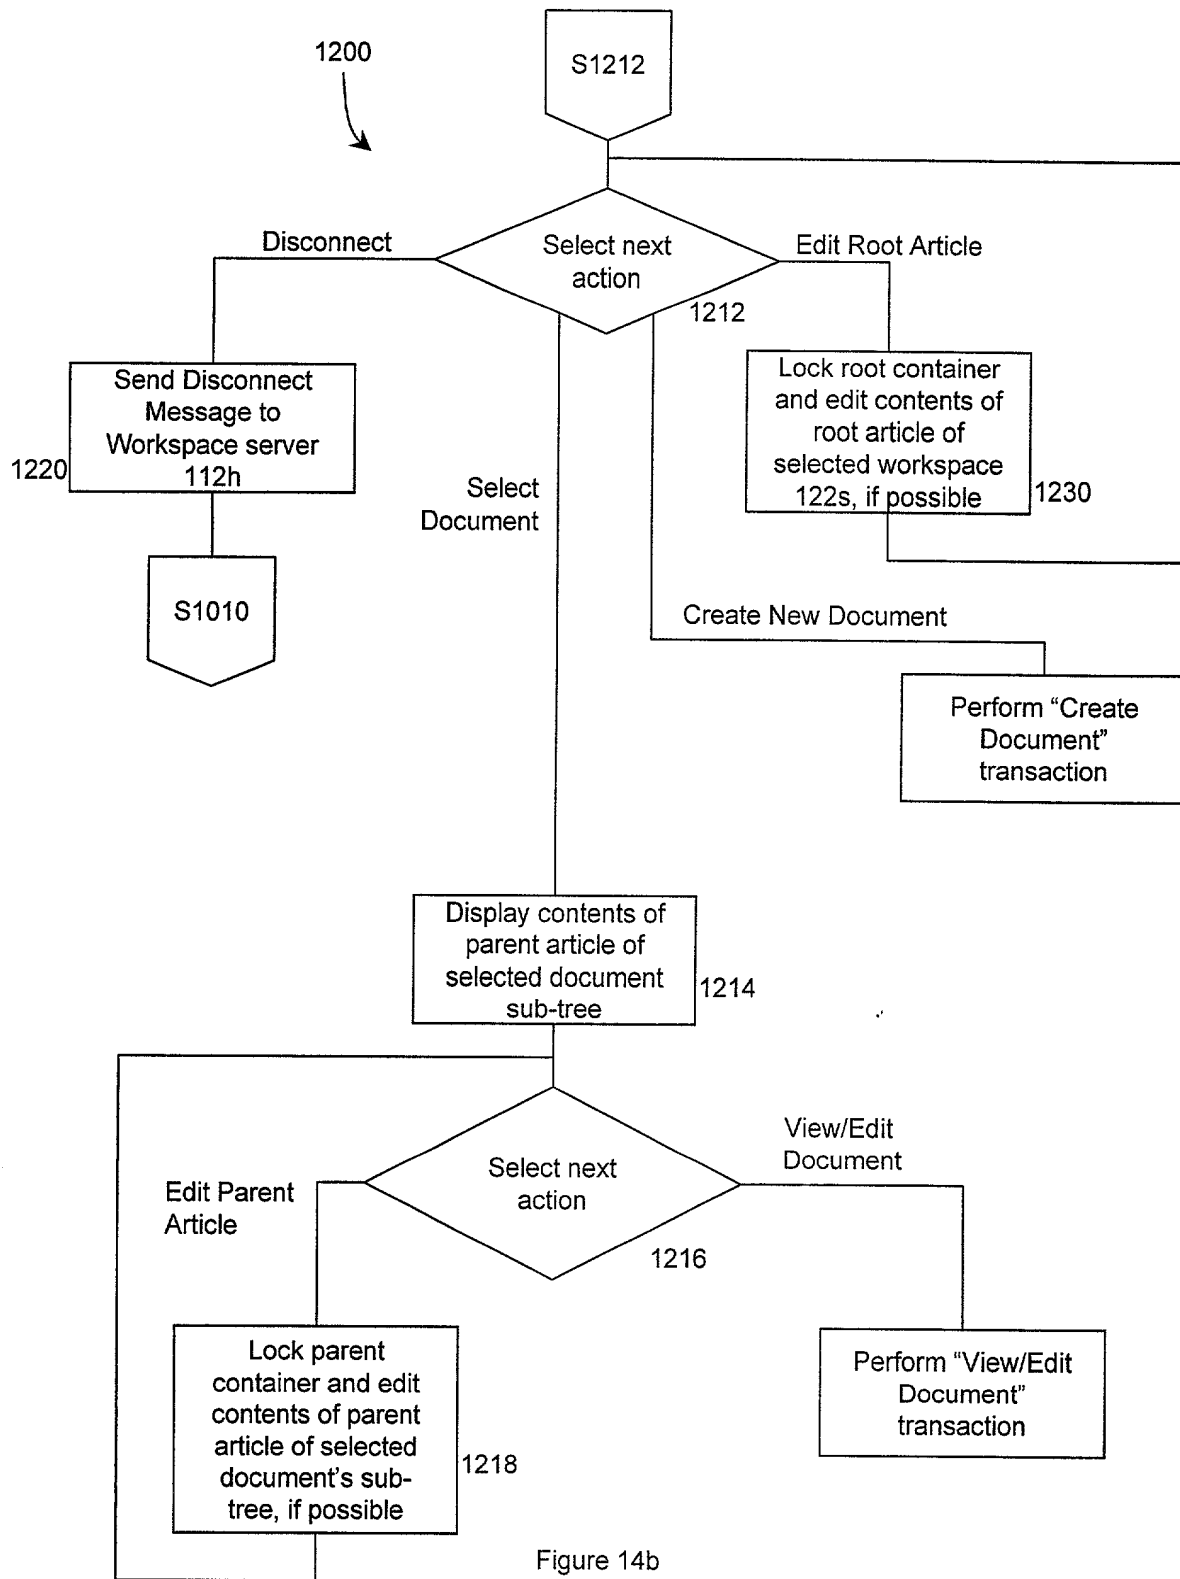 1200
S1212
Disconnect
Select next
action
Edit Root Article
1212
Send Disconnect
Message to
Workspace server
112h
1220
Lock root container
and edit contents of
root article of
selected workspace
122s, if possible
1230
Select
Document
S1010
Create New Document
Perform “Create
Document”
transaction
Display contents of
parent article of
selected document
sub-tree
1214
View/Edit
Document
Select next
action
Edit Parent
Article
1216
Lock parent
container and edit
contents of parent
article of selected
document's sub-
tree, if possible
1218
Perform “View/Edit
Document”
transaction
Figure 14b